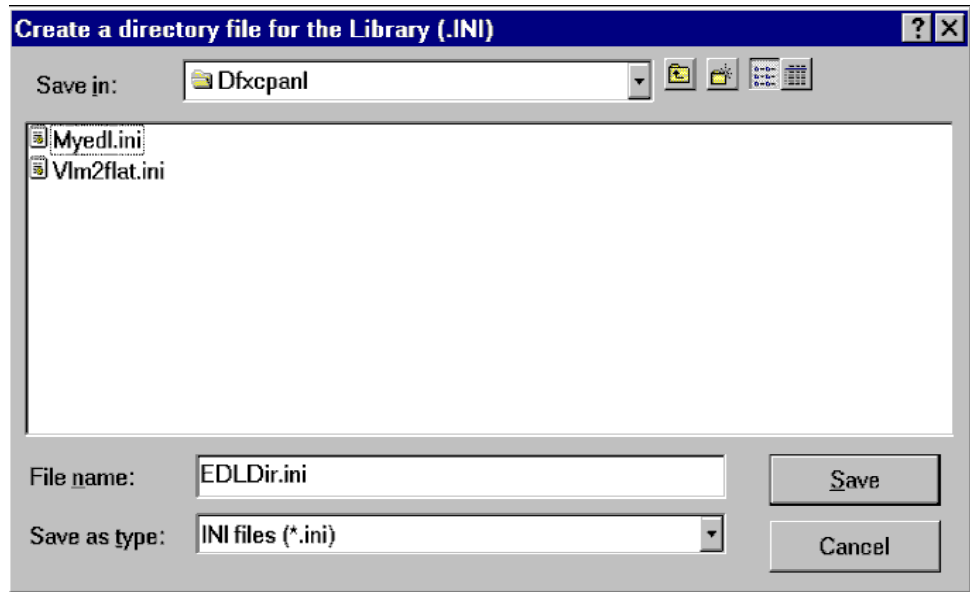 Create a directory file for the Library (.INI)
Save in: Dfxcpanl
Myedl.ini
Vlm2flat.ini
File name: EDLDir.ini Save
Save as type: INI files (*.ini) Cancel